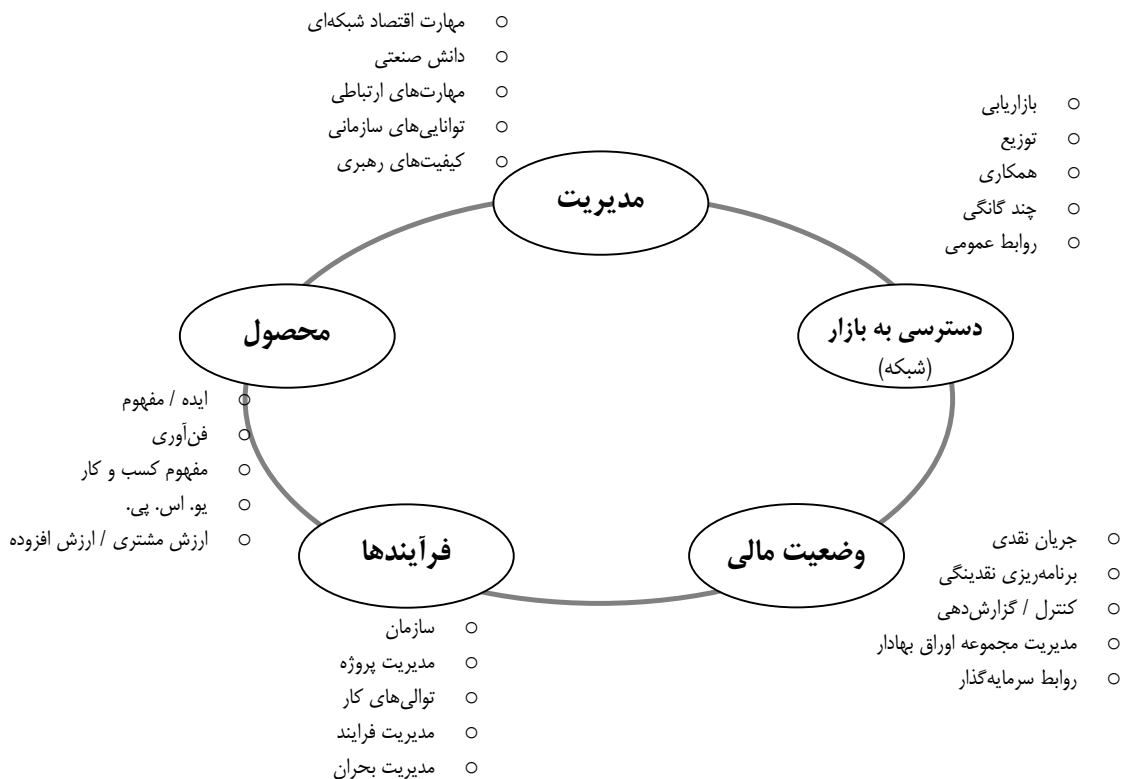 مهارت اقتصاد شبکه‌ای
دانش صنعتی
مهارت‌های ارتباطی
توانایی‌های سازمانی
کیفیت‌های رهبری
مدیریت
بازاریابی
توزیع
همکاری
چند گانگی
روابط عمومی
دسترسی به بازار
(شبکه)
محصول
ایده / مفهوم
فن‌آوری
مفهوم کسب و کار
یو. اس. پی.
ارزش مشتری / ارزش افزوده
وضعیت مالی
جریان نقدی
برنامه‌ریزی نقدینگی
کنترل / گزارش‌دهی
مدیریت مجموعه اوراق بهادار
روابط سرمایه‌گذار
فرآیندها
سازمان
مدیریت پروژه
توالی‌های کار
مدیریت فرایند
مدیریت بحران